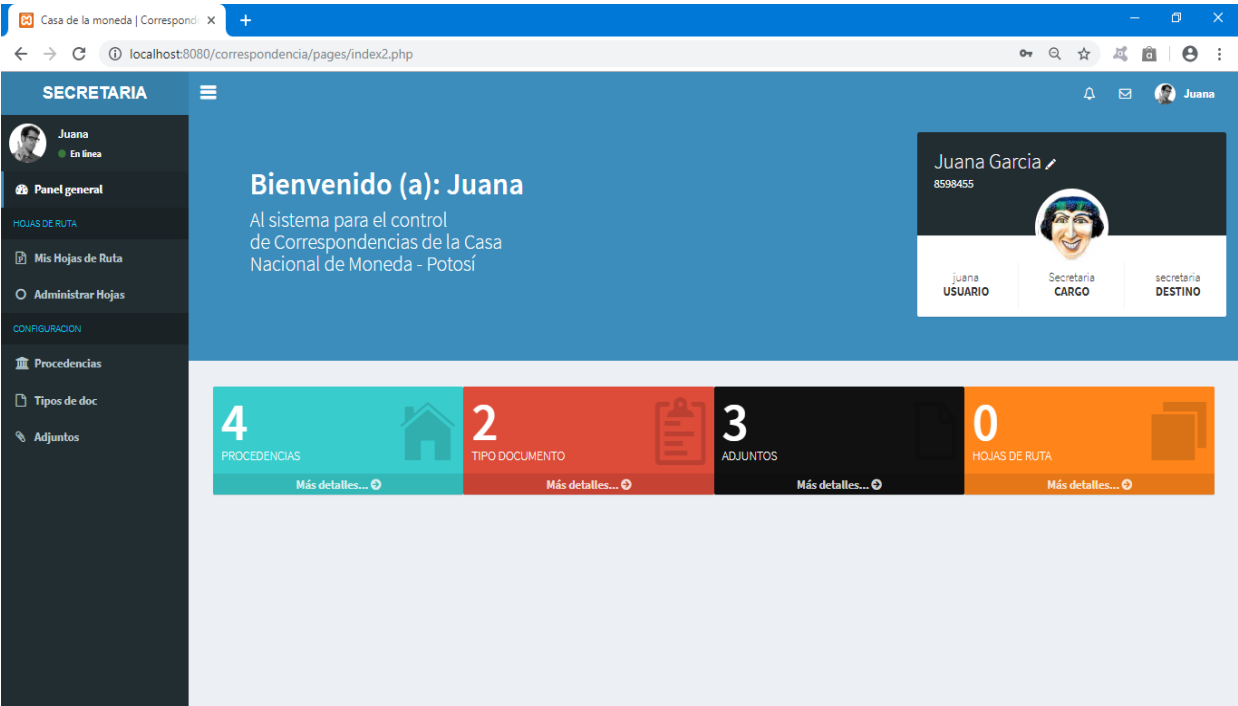 Casa de la moneda | Correspond
localhost:8080/correspondencia/pages/index2.php
SECRETARIA
Juana
Juana
En linea
Panel general
HOJAS DE RUTA
Mis Hojas de Ruta
Administrar Hojas
CONFIGURACION
Procedencias
Tipos de doc
Adjuntos
Bienvenido (a): Juana
Al sistema para el control
de Correspondencias de la Casa
Nacional de Moneda - Potosí
Juana Garcia
8598455
juana
USUARIO
Secretaria
CARGO
secretaria
DESTINO
4
PROCEDENCIAS
Más detalles...
2
TIPO DOCUMENTO
Más detalles...
3
ADJUNTOS
Más detalles...
0
HOJAS DE RUTA
Más detalles...